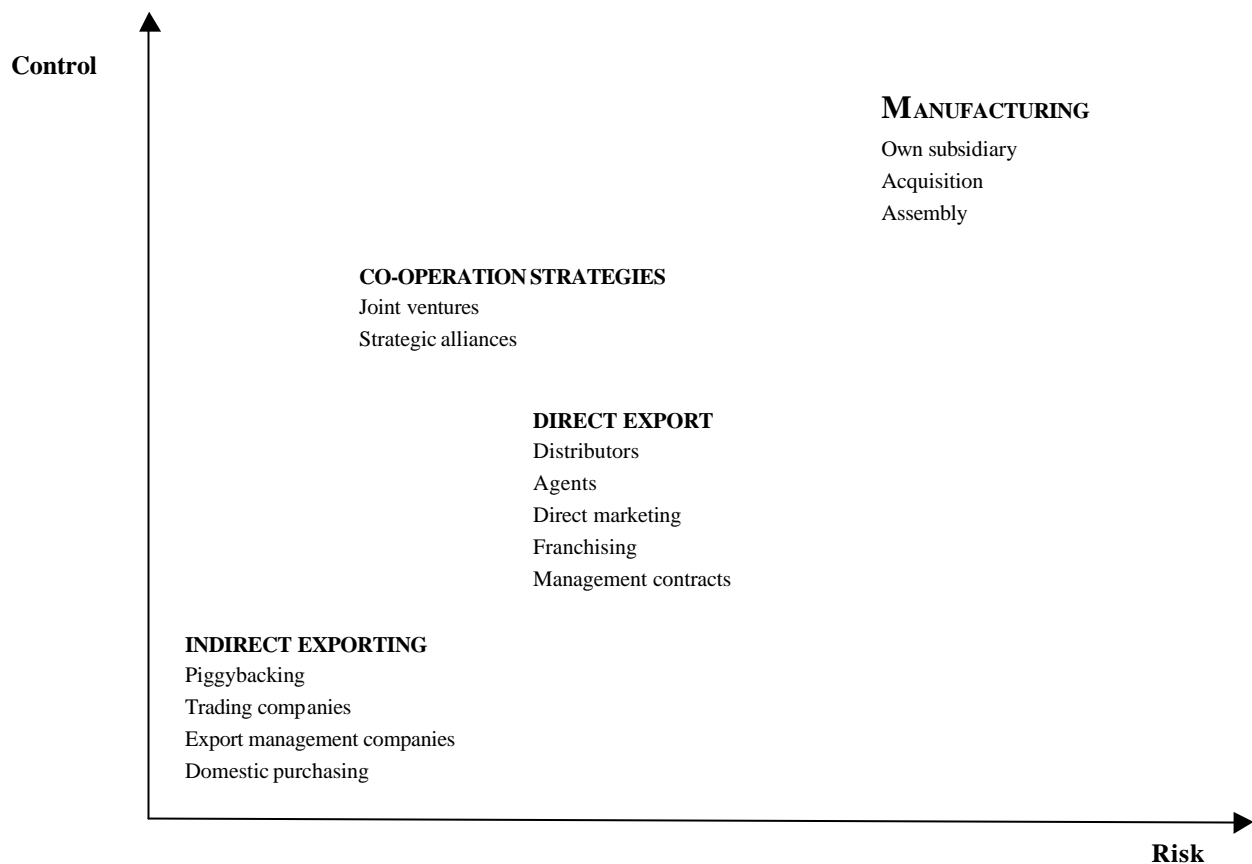 Control
MANUFACTURING
Own subsidiary
Acquisition
Assembly
CO-OPERATION STRATEGIES
Joint ventures
Strategic alliances
DIRECT EXPORT
Distributors
Agents
Direct marketing
Franchising
Management contracts
INDIRECT EXPORTING
Piggybacking
Trading companies
Export management companies
Domestic purchasing
Risk